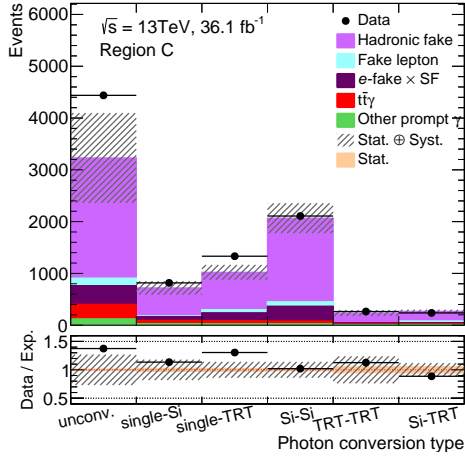 Events
6000
5000
4000
3000
2000
1000
0
√s = 13TeV, 36.1 fb⁻¹
Region C
Data
Hadronic fake
Fake lepton
e-fake × SF
tt̄γ
Other prompt γ
Stat. ⊕ Syst.
Stat.
Data / Exp.
1.5
1
0.5
unconv.
single-Si
single-TRT
Si-Si
TRT-TRT
Si-TRT
Photon conversion type